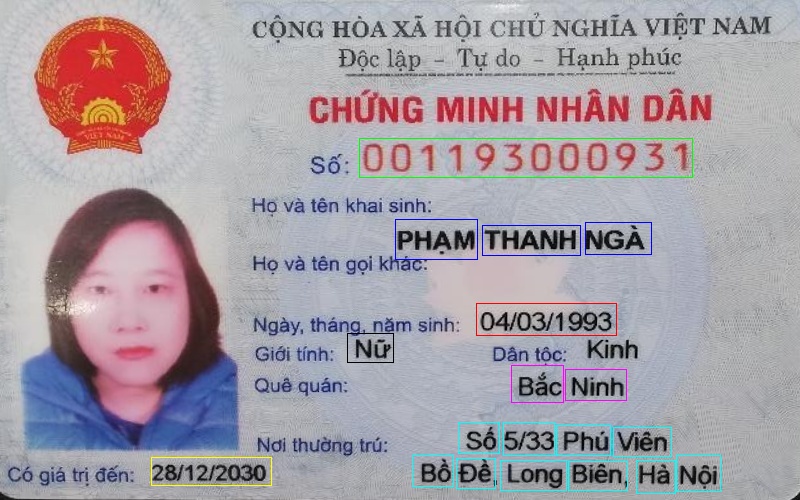 CỘNG HÒA XÃ HỘI CHỦ NGHĨA VIỆT NAM
Độc lập - Tự do - Hạnh phúc
CHỨNG MINH NHÂN DÂN
Số: 001193000931
Họ và tên khai sinh:
PHẠM THANH NGÀ
Họ và tên gọi khác:
Ngày, tháng, năm sinh: 04/03/1993
Giới tính: Nữ Dân tộc: Kinh
Quê quán: Bắc Ninh
Nơi thường trú: Số 5/33 Phú Viên
Bồ Đề, Long Biên, Hà Nội
Có giá trị đến: 28/12/2030
VIỆT NAM